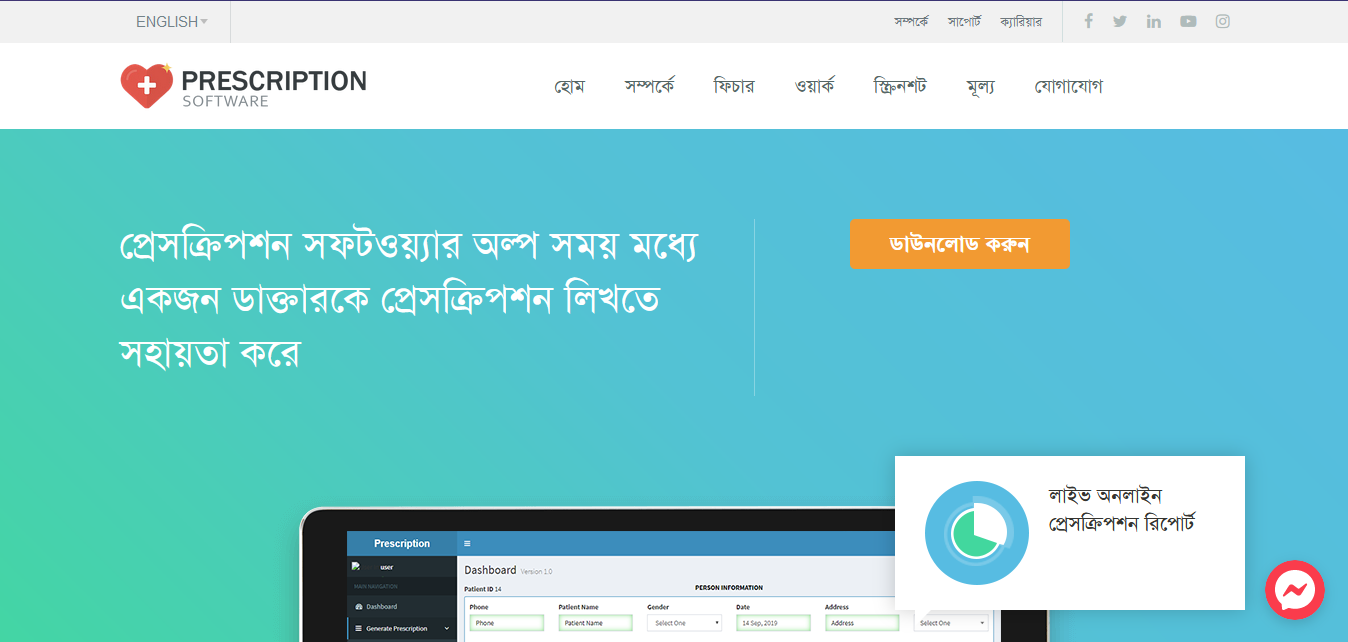 ENGLISH
সম্পর্কে সাপোর্ট ক্যারিয়ার
PRESCRIPTION
SOFTWARE
হোম সম্পর্কে ফিচার ওয়ার্ক স্ক্রিনশট মূল্য যোগাযোগ
প্রেসক্রিপশন সফটওয়্যার অল্প সময় মধ্যে
একজন ডাক্তারকে প্রেসক্রিপশন লিখতে
সহায়তা করে
ডাউনলোড করুন
লাইভ অনলাইন
প্রেসক্রিপশন রিপোর্ট
Prescription
user
MAIN NAVIGATION
Dashboard
Generate Prescription
Dashboard Version 1.0
Patient ID 14
PERSON INFORMATION
Phone Patient Name Gender Date Address
Phone Patient Name Select One 14 Sep, 2019 Address Select One